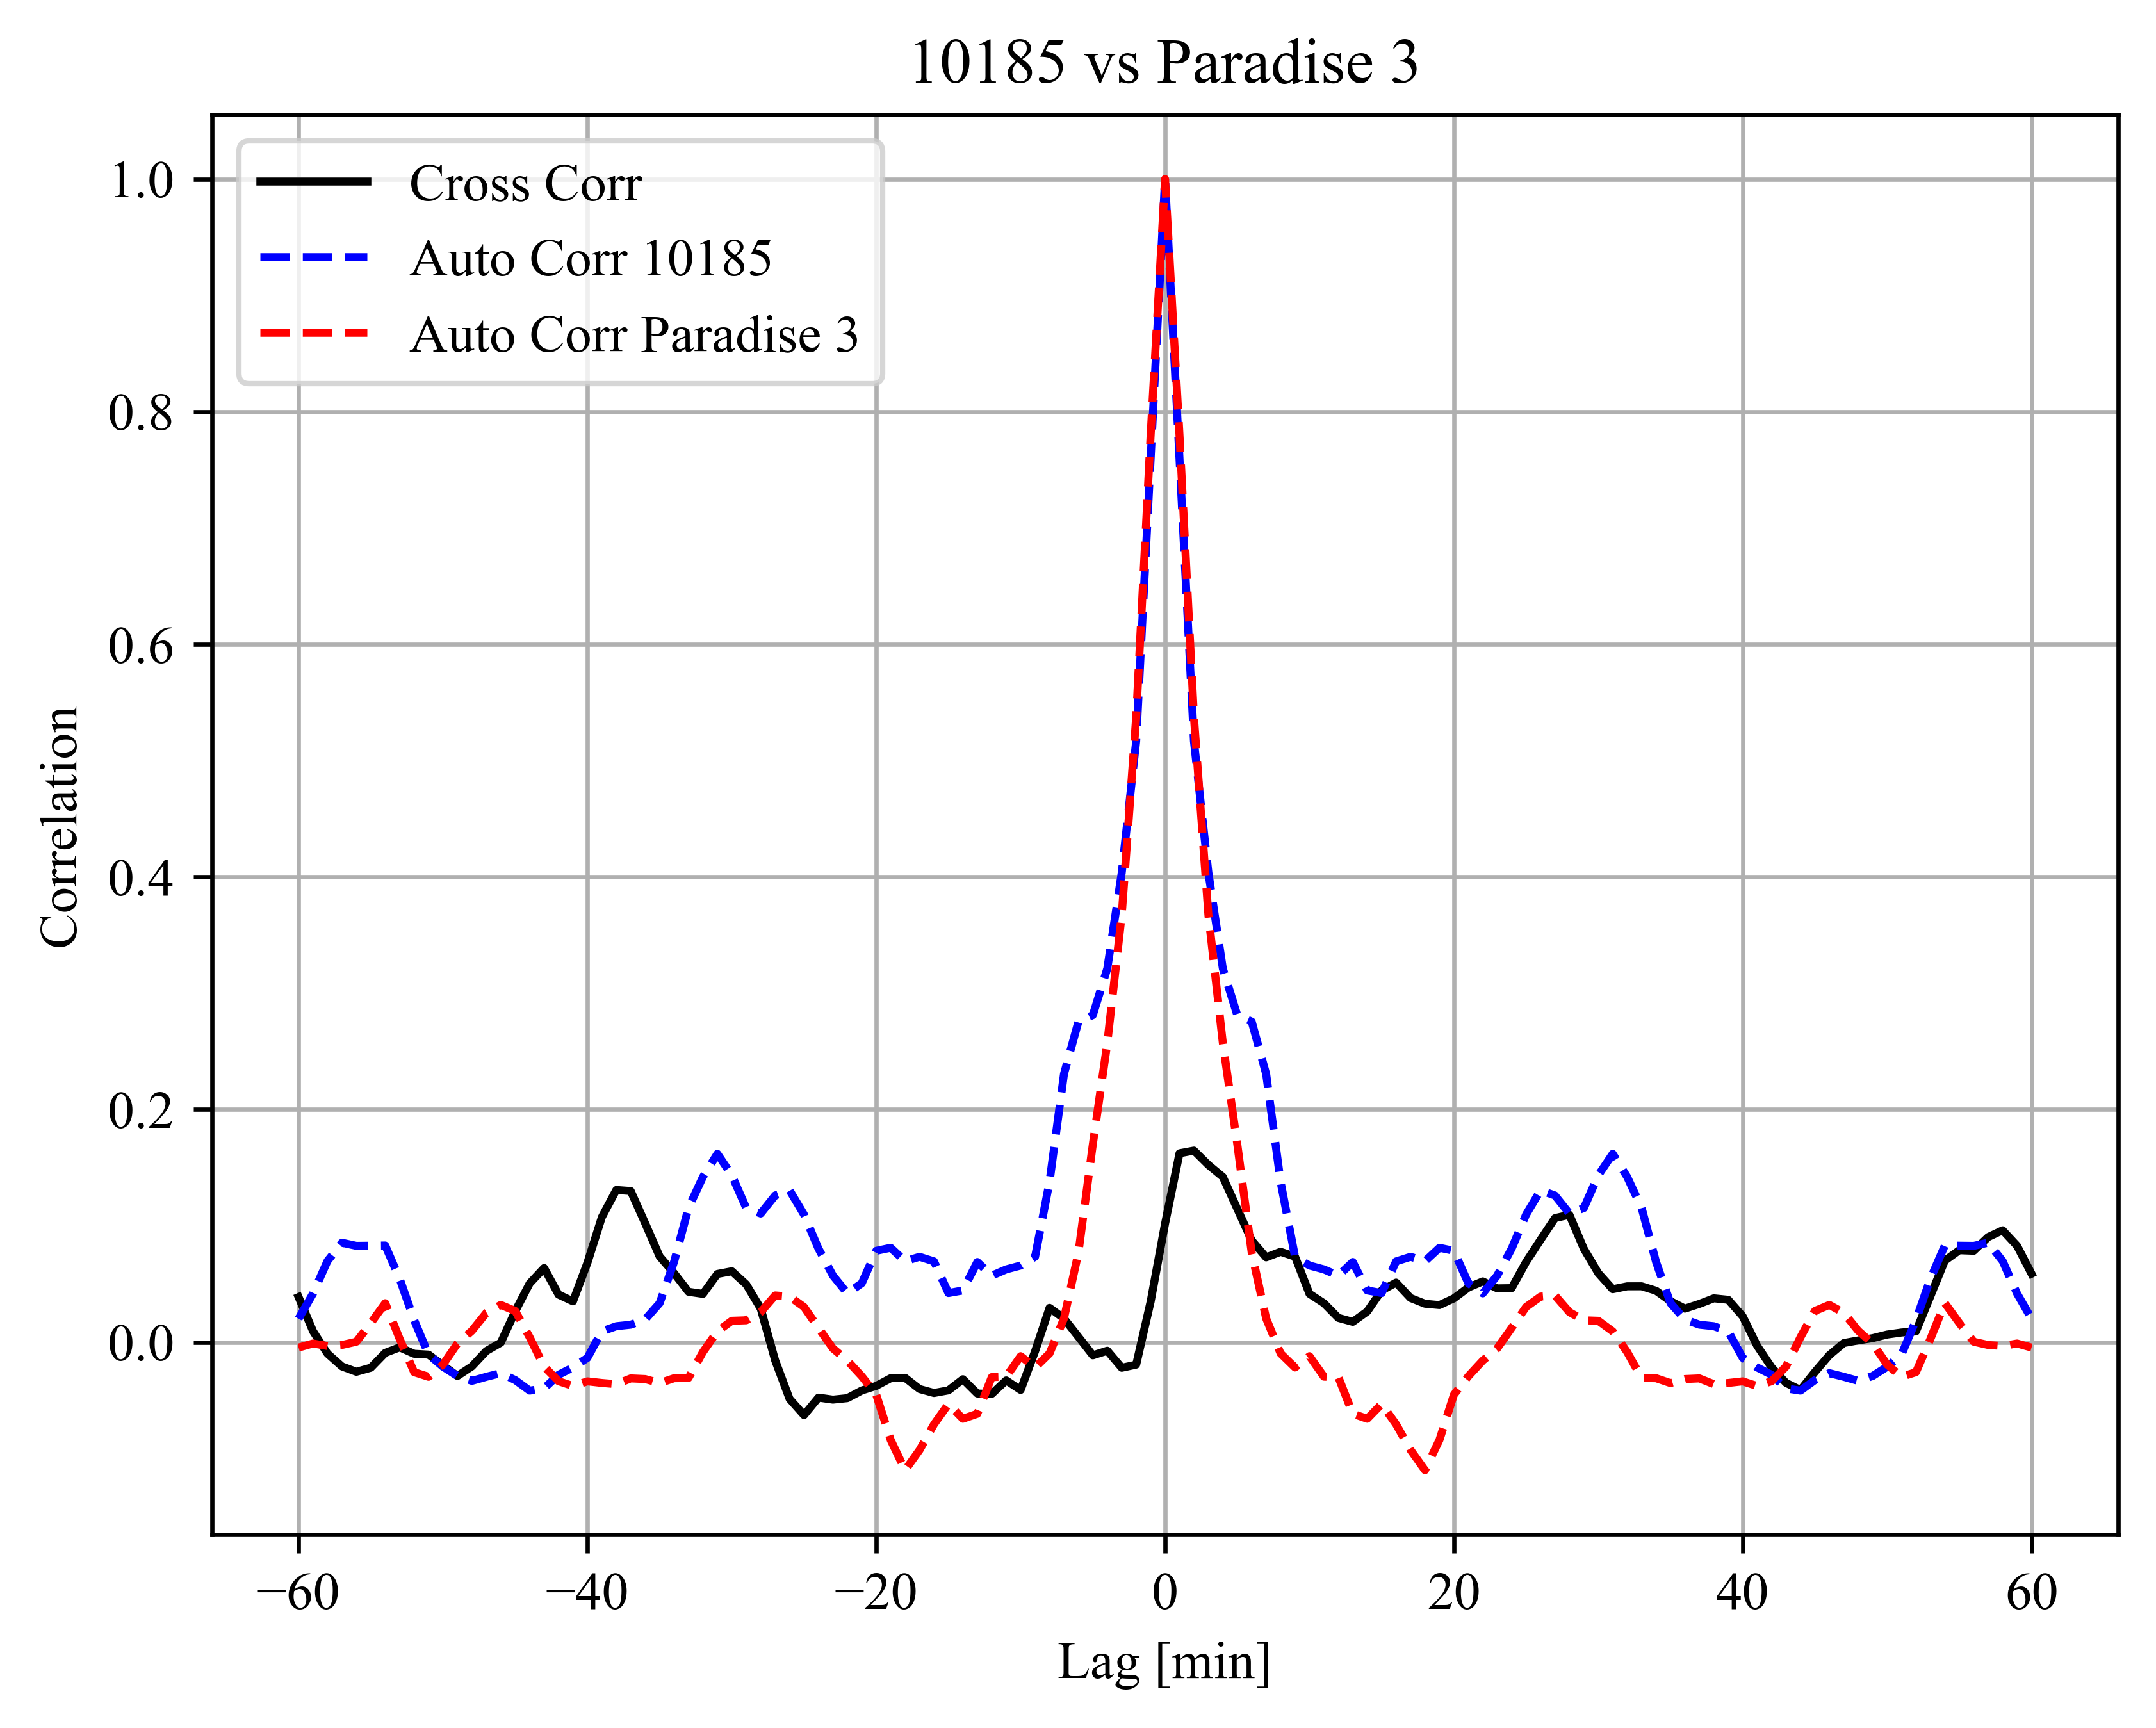 10185 vs Paradise 3
Cross Corr
Auto Corr 10185
Auto Corr Paradise 3
1.0
0.8
0.6
0.4
0.2
0.0
Correlation
−60 −40 −20 0 20 40 60
Lag [min]